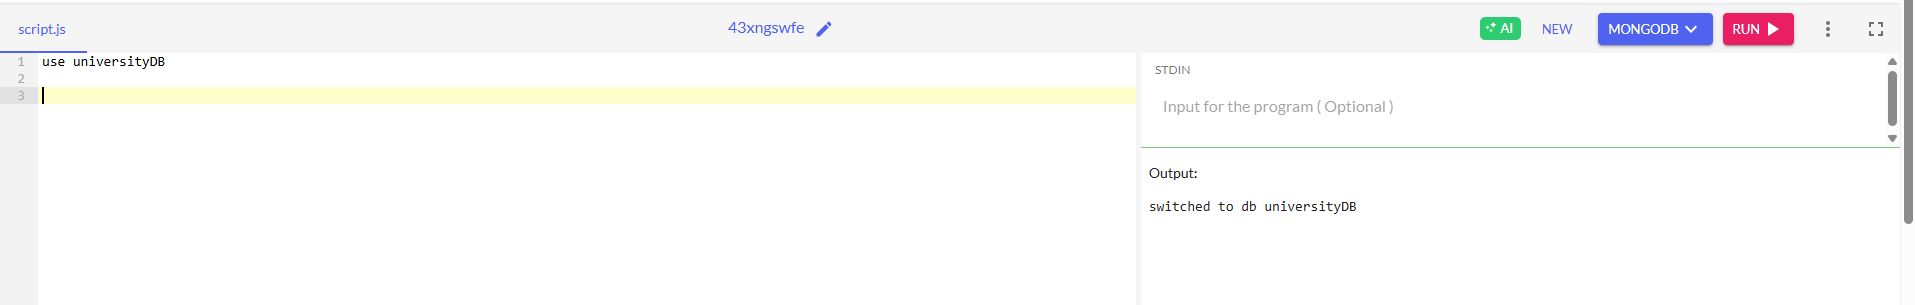 script.js
43xngswfe
AI
NEW
MONGODB
RUN
1 use universityDB
2
3
STDIN
Input for the program ( Optional )
Output:
switched to db universityDB